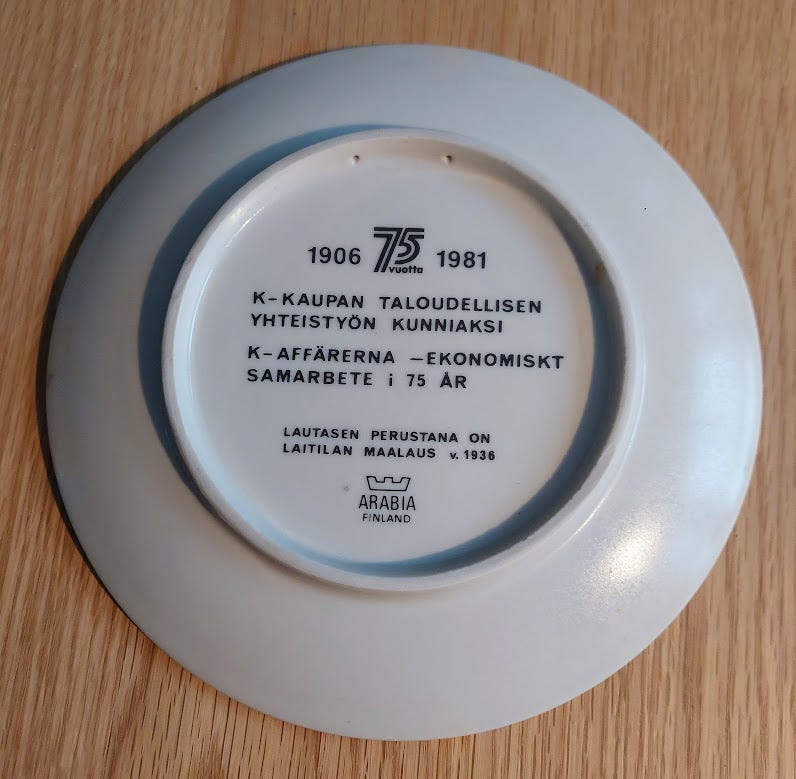 1906 75 vuotta 1981
K-KAUPAN TALOUDELLISEN
YHTEISTYÖN KUNNIAKSI
K-AFFÄRERNA –EKONOMISKT
SAMARBETE i 75 ÅR
LAUTASEN PERUSTANA ON
LAITILAN MAALAUS v. 1936
ARABIA
FINLAND